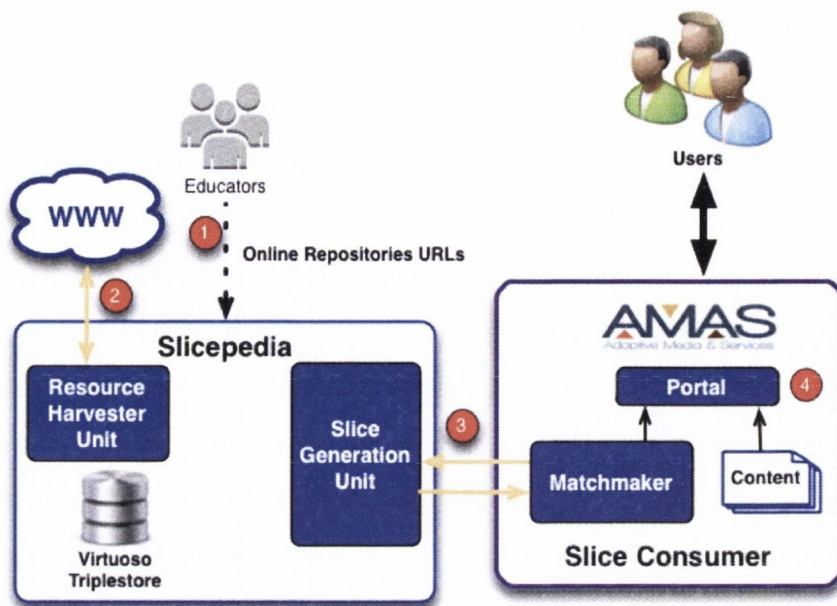 Users
Educators
WWW
1
Online Repositories URLs
2
AMAS
Adaptive Media & Services
Slicepedia
Resource
Harvester
Unit
Slice
Generation
Unit
3
Portal
4
Matchmaker
Content
Virtuoso
Triplestore
Slice Consumer